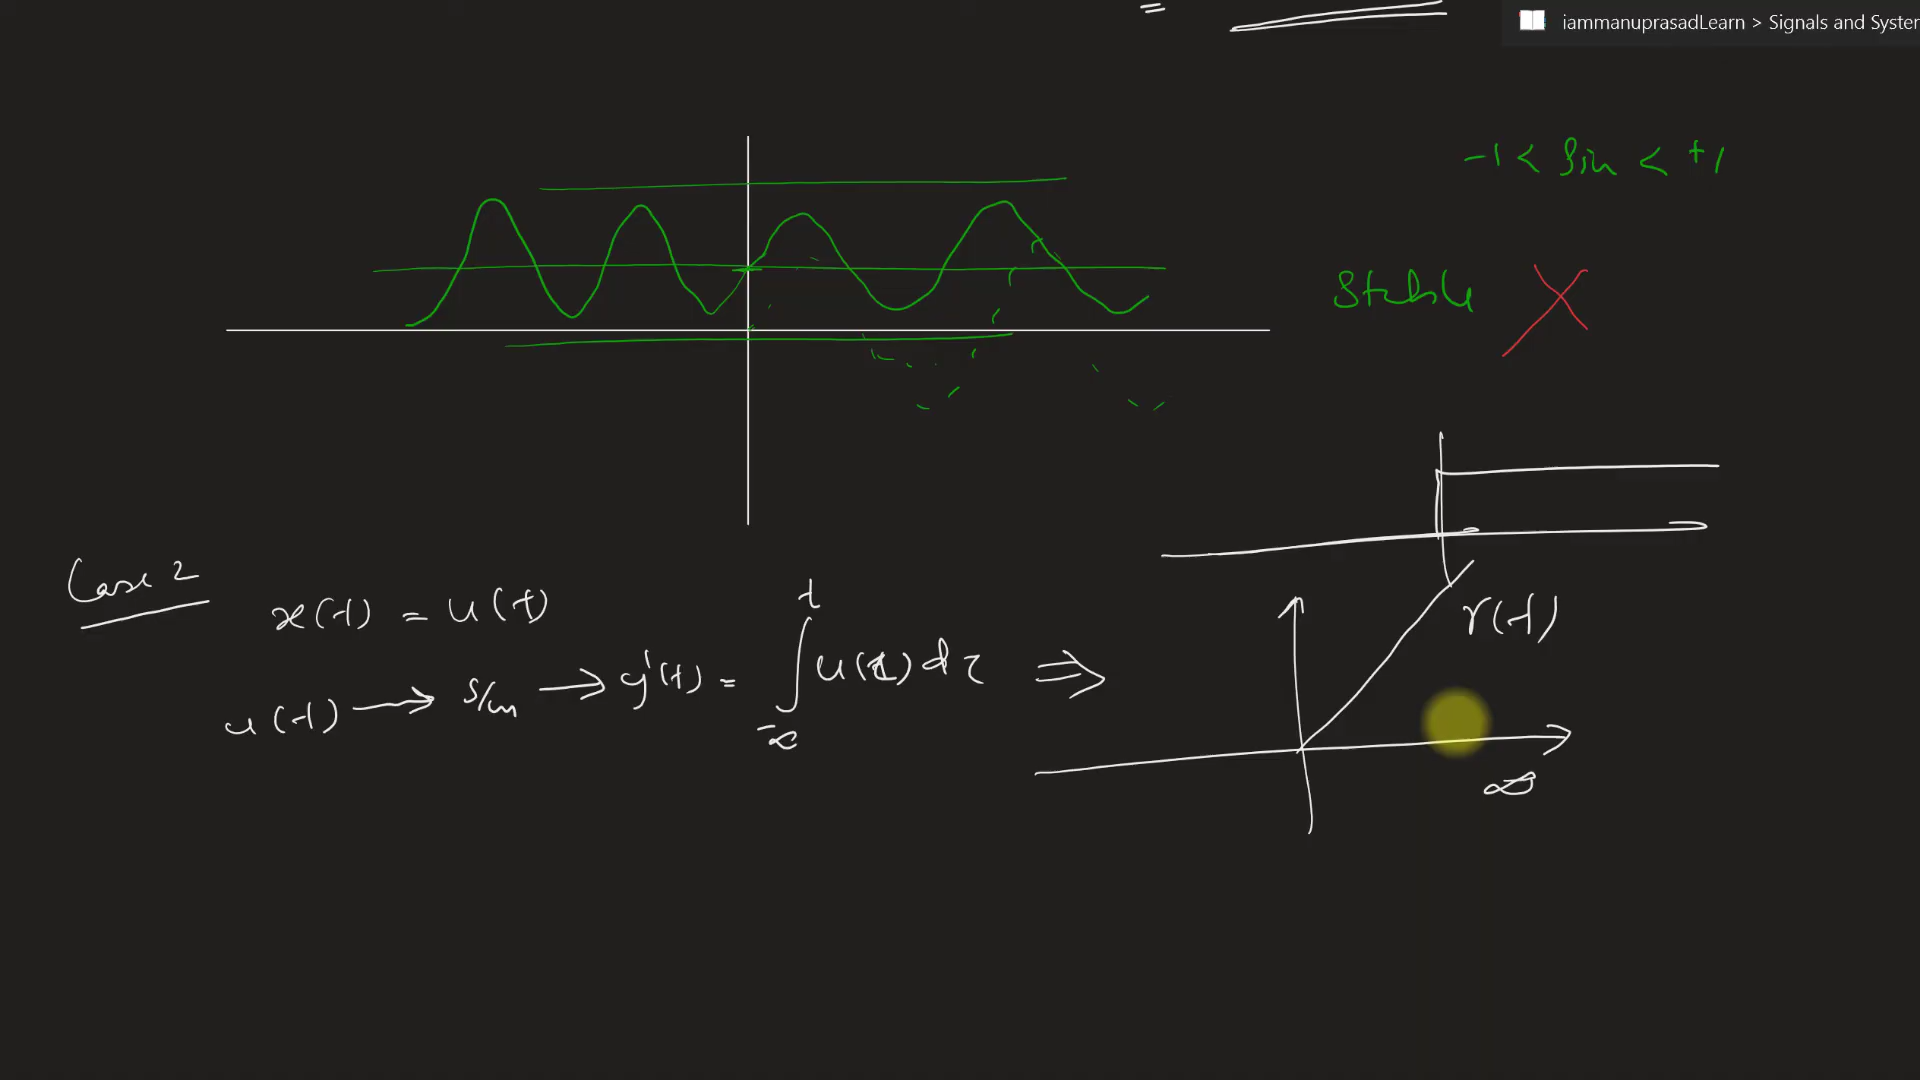 =
iammanuprasadLearn > Signals and Syster
-1 < Sin < +1
Stable
Case 2
x(t) = u(t)
r(t)
u(t) → S/m → y'(t) = ∫ t -∞ u(τ) dτ ⇒
∞